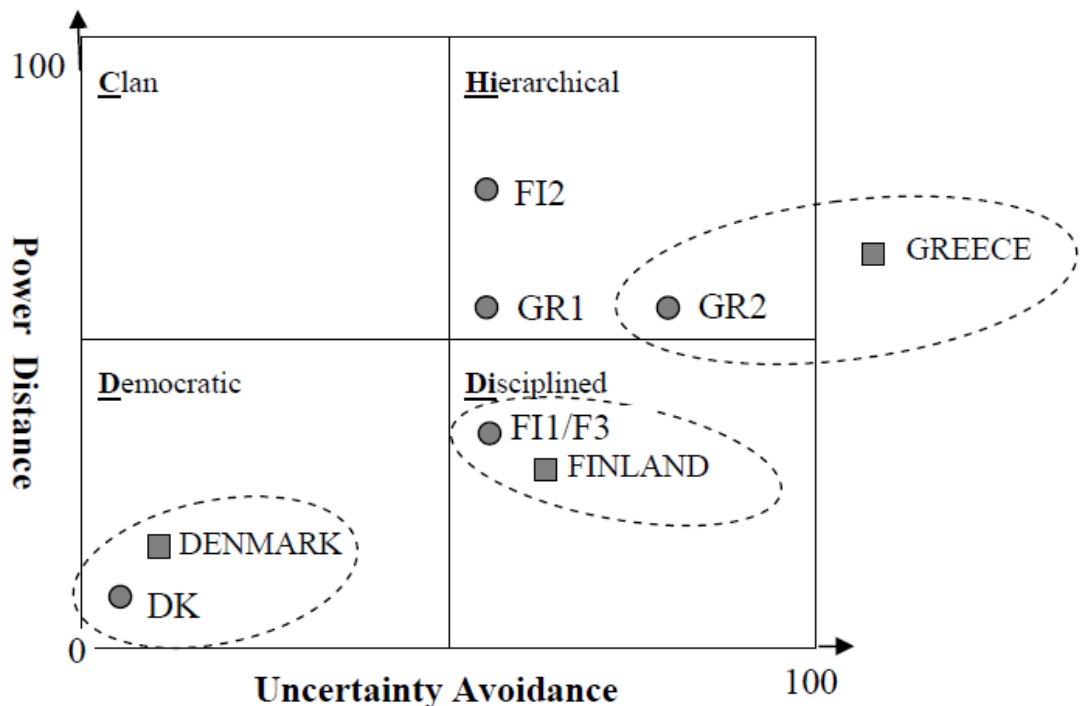 100
Clan
Hierarchical
FI2
GREECE
GR1
GR2
Power Distance
Democratic
Disciplined
FI1/F3
FINLAND
DENMARK
DK
0
100
Uncertainty Avoidance